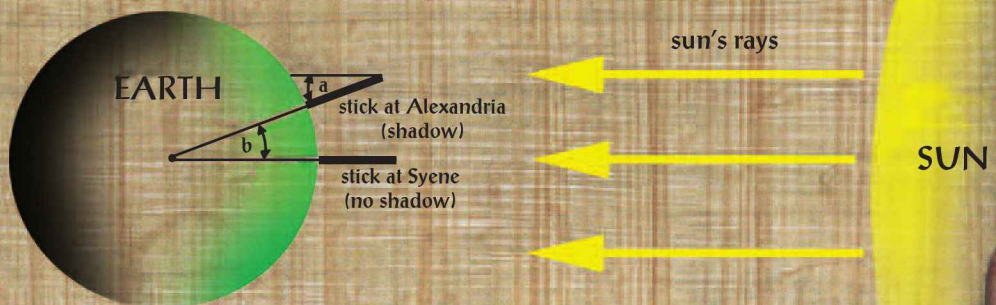 sun's rays
EARTH
a
stick at Alexandria
(shadow)
b
SUN
stick at Syene
(no shadow)